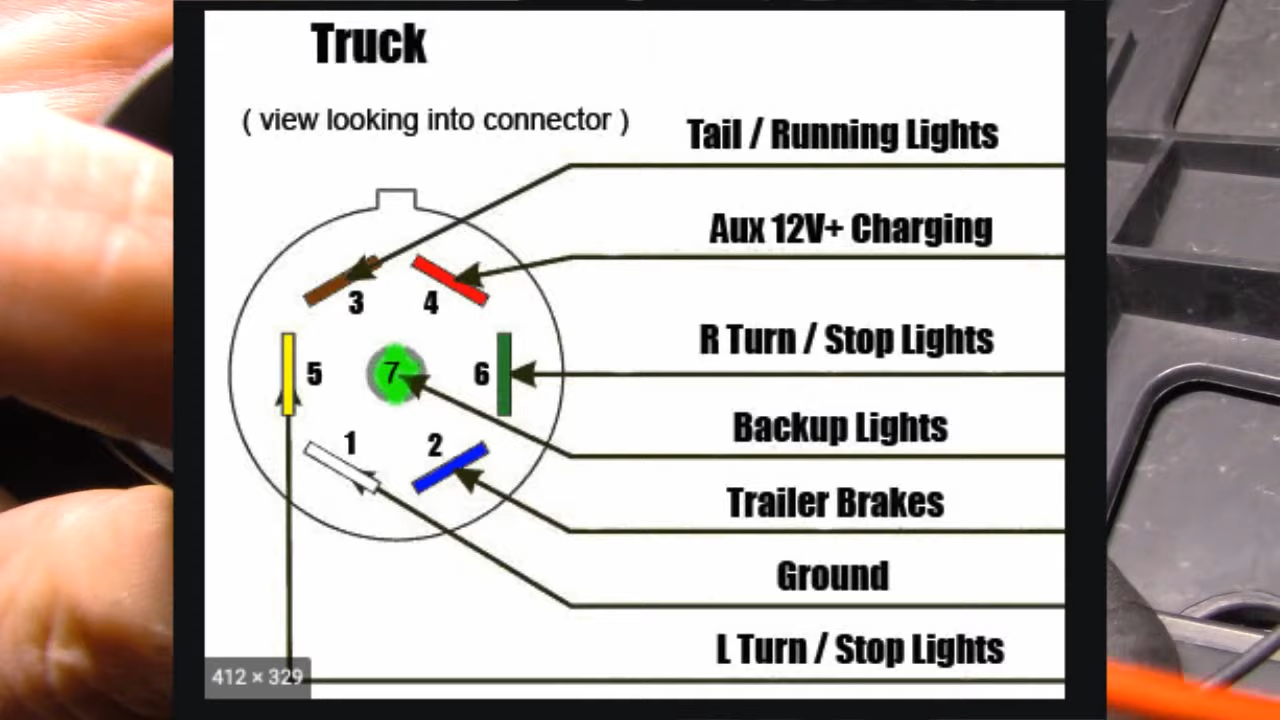 Truck
( view looking into connector )
Tail / Running Lights
Aux 12V+ Charging
3
4
R Turn / Stop Lights
5
7
6
Backup Lights
1
2
Trailer Brakes
Ground
L Turn / Stop Lights
412 × 329